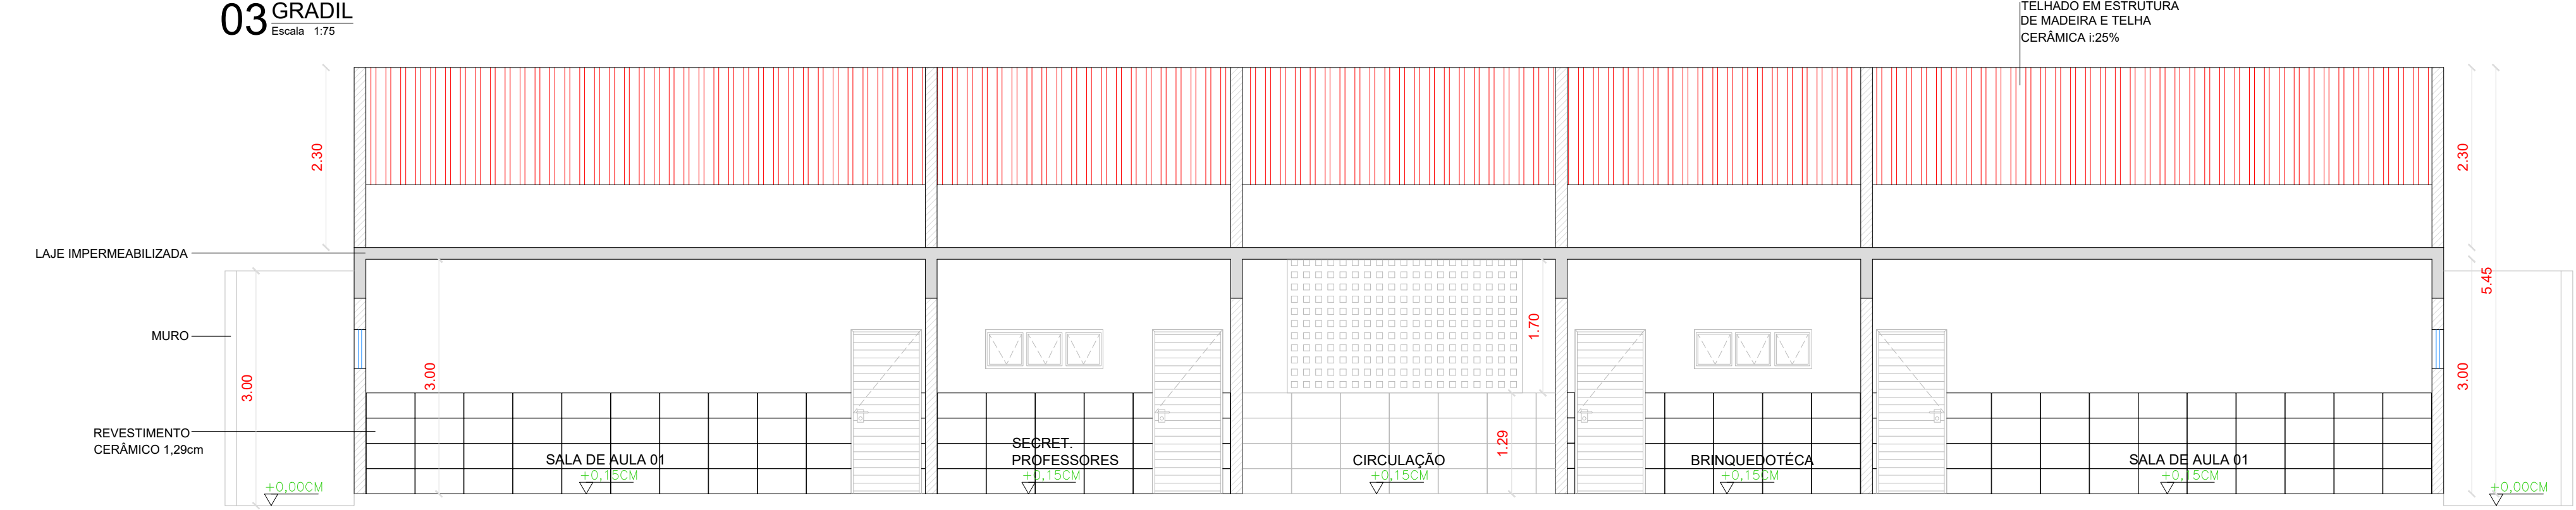 03 GRADIL
Escala 1:75
TELHADO EM ESTRUTURA
DE MADEIRA E TELHA
CERÂMICA i:25%
2.30
2.30
LAJE IMPERMEABILIZADA
5.45
MURO
1.70
3.00
3.00
3.00
REVESTIMENTO
CERÂMICO 1,29cm
1.29
SALA DE AULA 01
+0,15CM
SECRET.
PROFESSORES
+0,15CM
CIRCULAÇÃO
+0,15CM
BRINQUEDOTÉCA
+0,15CM
SALA DE AULA 01
+0,15CM
+0,00CM
+0,00CM